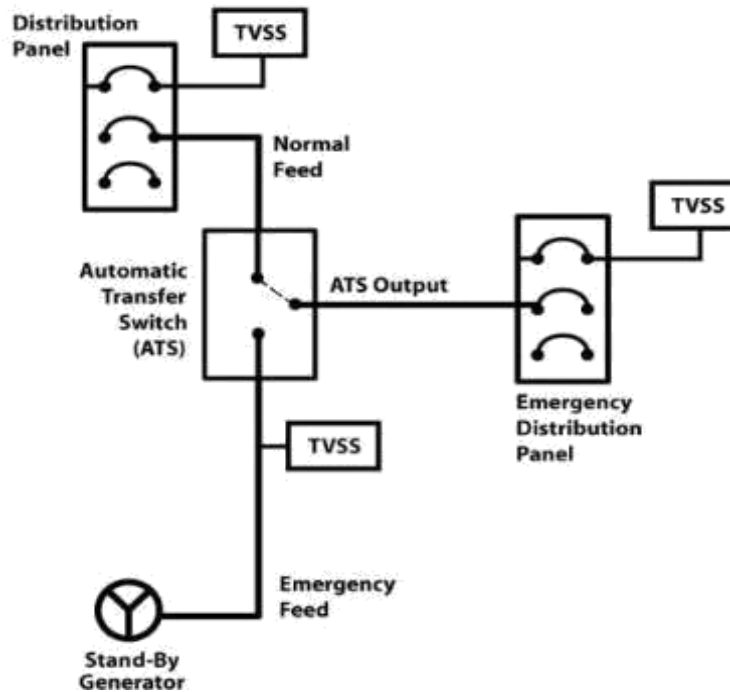 Distribution
Panel
TVSS
Normal
Feed
TVSS
Automatic
Transfer
Switch
(ATS)
ATS Output
Emergency
Distribution
Panel
TVSS
Emergency
Feed
Stand-By
Generator